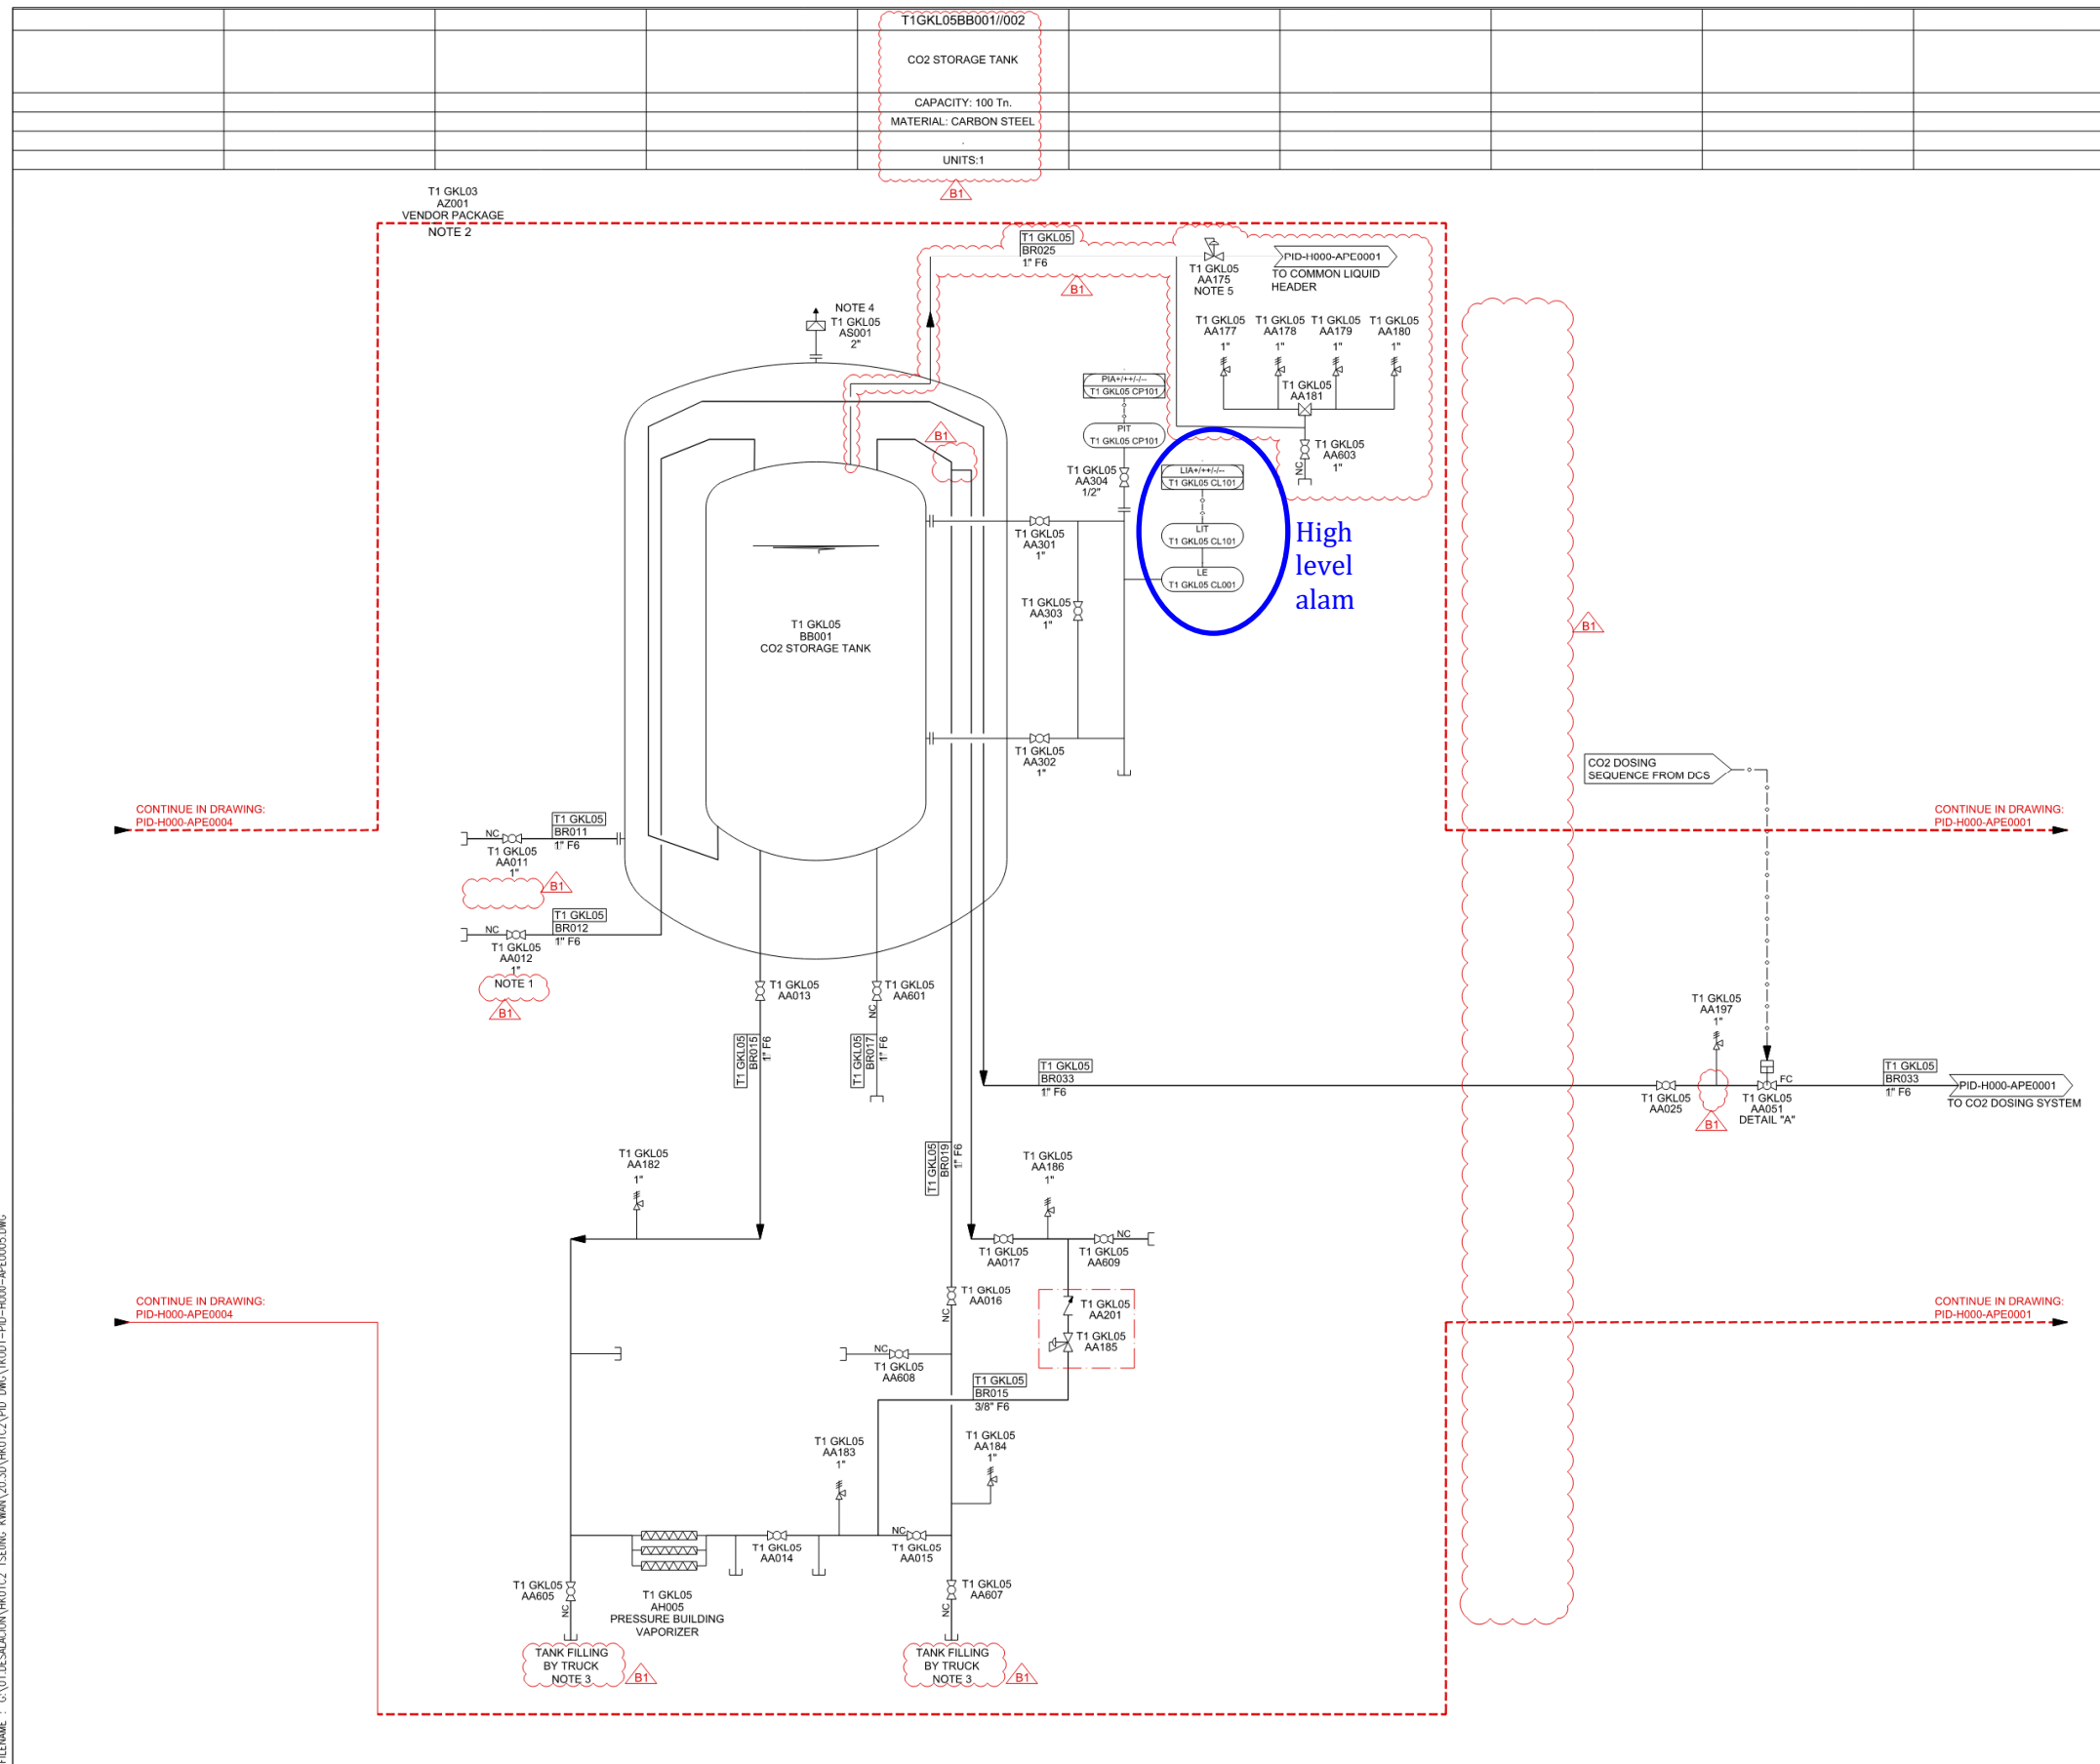 T1GKL05BB001//002
CO2 STORAGE TANK
CAPACITY: 100 Tn.
MATERIAL: CARBON STEEL
.
UNITS:1
B1
T1 GKL03
AZ001
VENDOR PACKAGE
NOTE 2
T1 GKL05
BR025
1" F6
B1
T1 GKL05
AA175
NOTE 5
PID-H000-APE0001
TO COMMON LIQUID
HEADER
NOTE 4
T1 GKL05
AS001
2"
T1 GKL05
AA177
1"
T1 GKL05
AA178
1"
T1 GKL05
AA179
1"
T1 GKL05
AA180
1"
T1 GKL05
AA181
T1 GKL05
AA603
1"
NC
PIA+/++/-/--
T1 GKL05 CP101
PIT
T1 GKL05 CP101
T1 GKL05
AA304
1/2"
B1
LIA+/++/-/--
T1 GKL05 CL101
LIT
T1 GKL05 CL101
LE
T1 GKL05 CL001
High
level
alam
T1 GKL05
AA301
1"
T1 GKL05
AA303
1"
T1 GKL05
BB001
CO2 STORAGE TANK
B1
T1 GKL05
AA302
1"
CO2 DOSING
SEQUENCE FROM DCS
CONTINUE IN DRAWING:
PID-H000-APE0004
CONTINUE IN DRAWING:
PID-H000-APE0001
NC
T1 GKL05
AA011
1"
T1 GKL05
BR011
1" F6
B1
NC
T1 GKL05
AA012
1"
NOTE 1
B1
T1 GKL05
BR012
1" F6
T1 GKL05
AA013
T1 GKL05
AA601
NC
T1 GKL05
BR015
1" F6
T1 GKL05
BR017
1" F6
T1 GKL05
AA197
1"
T1 GKL05
BR033
1" F6
T1 GKL05
AA025
B1
FC
T1 GKL05
AA051
DETAIL "A"
T1 GKL05
BR033
1" F6
PID-H000-APE0001
TO CO2 DOSING SYSTEM
T1 GKL05
AA182
1"
T1 GKL05
BR019
1" F6
T1 GKL05
AA186
1"
T1 GKL05
AA017
NC
T1 GKL05
AA609
CONTINUE IN DRAWING:
PID-H000-APE0004
CONTINUE IN DRAWING:
PID-H000-APE0001
T1 GKL05
AA016
NC
T1 GKL05
AA201
T1 GKL05
AA185
NC
T1 GKL05
AA608
T1 GKL05
BR015
3/8" F6
T1 GKL05
AA183
1"
T1 GKL05
AA184
1"
T1 GKL05
AA014
NC
T1 GKL05
AA015
T1 GKL05
AA605
NC
T1 GKL05
AH005
PRESSURE BUILDING
VAPORIZER
T1 GKL05
AA607
NC
TANK FILLING
BY TRUCK
NOTE 3
B1
TANK FILLING
BY TRUCK
NOTE 3
B1